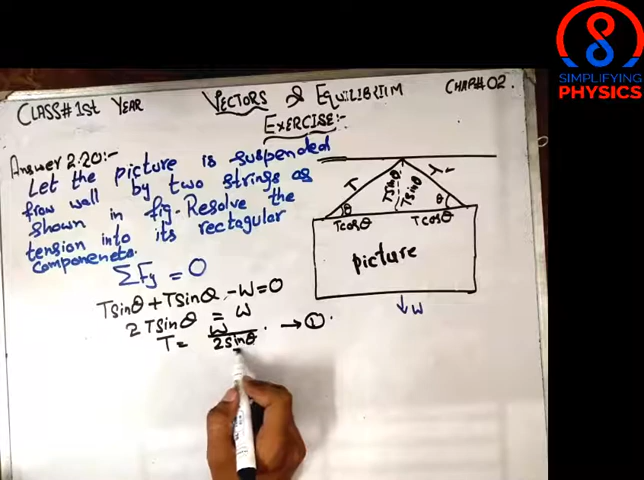 SIMPLIFYING
PHYSICS
CLASS# 1st YEAR
VECTORS & EQUILIBRIUM
CHAP# 02.
EXERCISE:-
Answer 2.20:-
Let the picture is suspended
from wall by two strings as
shown in fig. Resolve the
tension into its rectagular
componenets.
ΣFy = 0
Tsinθ + Tsinθ - W = 0
2Tsinθ = W
T = W / 2sinθ → ①
T
T
Tsinθ
Tsinθ
θ
θ
Tcosθ
Tcosθ
picture
W